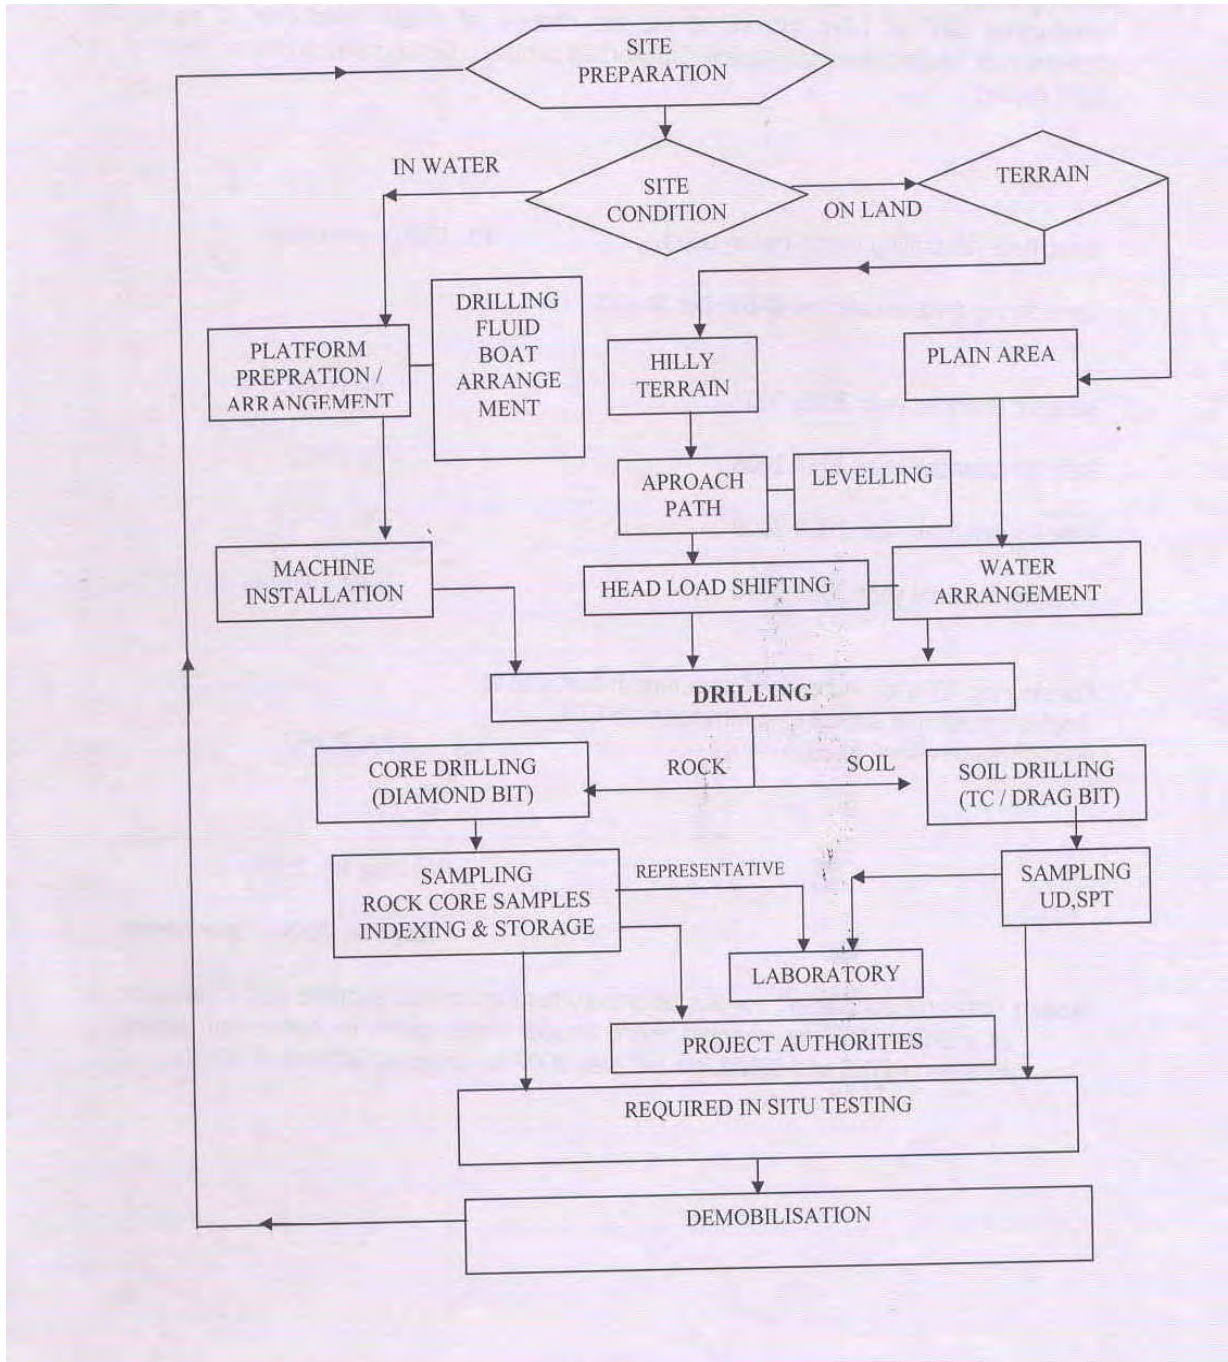 SITE
PREPARATION
IN WATER
SITE
CONDITION
ON LAND
TERRAIN
PLATFORM
PREPRATION /
ARRANGEMENT
DRILLING
FLUID
BOAT
ARRANGE
MENT
HILLY
TERRAIN
PLAIN AREA
APROACH
PATH
LEVELLING
MACHINE
INSTALLATION
HEAD LOAD SHIFTING
WATER
ARRANGEMENT
DRILLING
CORE DRILLING
(DIAMOND BIT)
ROCK
SOIL
SOIL DRILLING
(TC / DRAG BIT)
SAMPLING
ROCK CORE SAMPLES
INDEXING & STORAGE
REPRESENTATIVE
SAMPLING
UD,SPT
LABORATORY
PROJECT AUTHORITIES
REQUIRED IN SITU TESTING
DEMOBILISATION